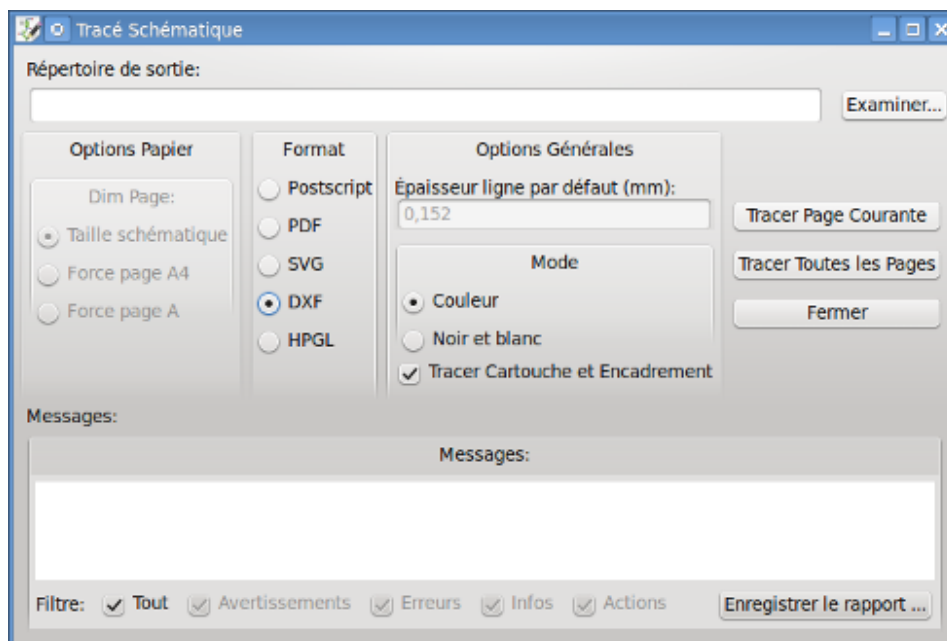 Tracé Schématique
Répertoire de sortie:
Examiner...
Options Papier
Dim Page:
Taille schématique
Force page A4
Force page A
Format
Postscript
PDF
SVG
DXF
HPGL
Options Générales
Épaisseur ligne par défaut (mm):
0,152
Mode
Couleur
Noir et blanc
Tracer Cartouche et Encadrement
Tracer Page Courante
Tracer Toutes les Pages
Fermer
Messages:
Messages:
Filtre: Tout Avertissements Erreurs Infos Actions Enregistrer le rapport ...